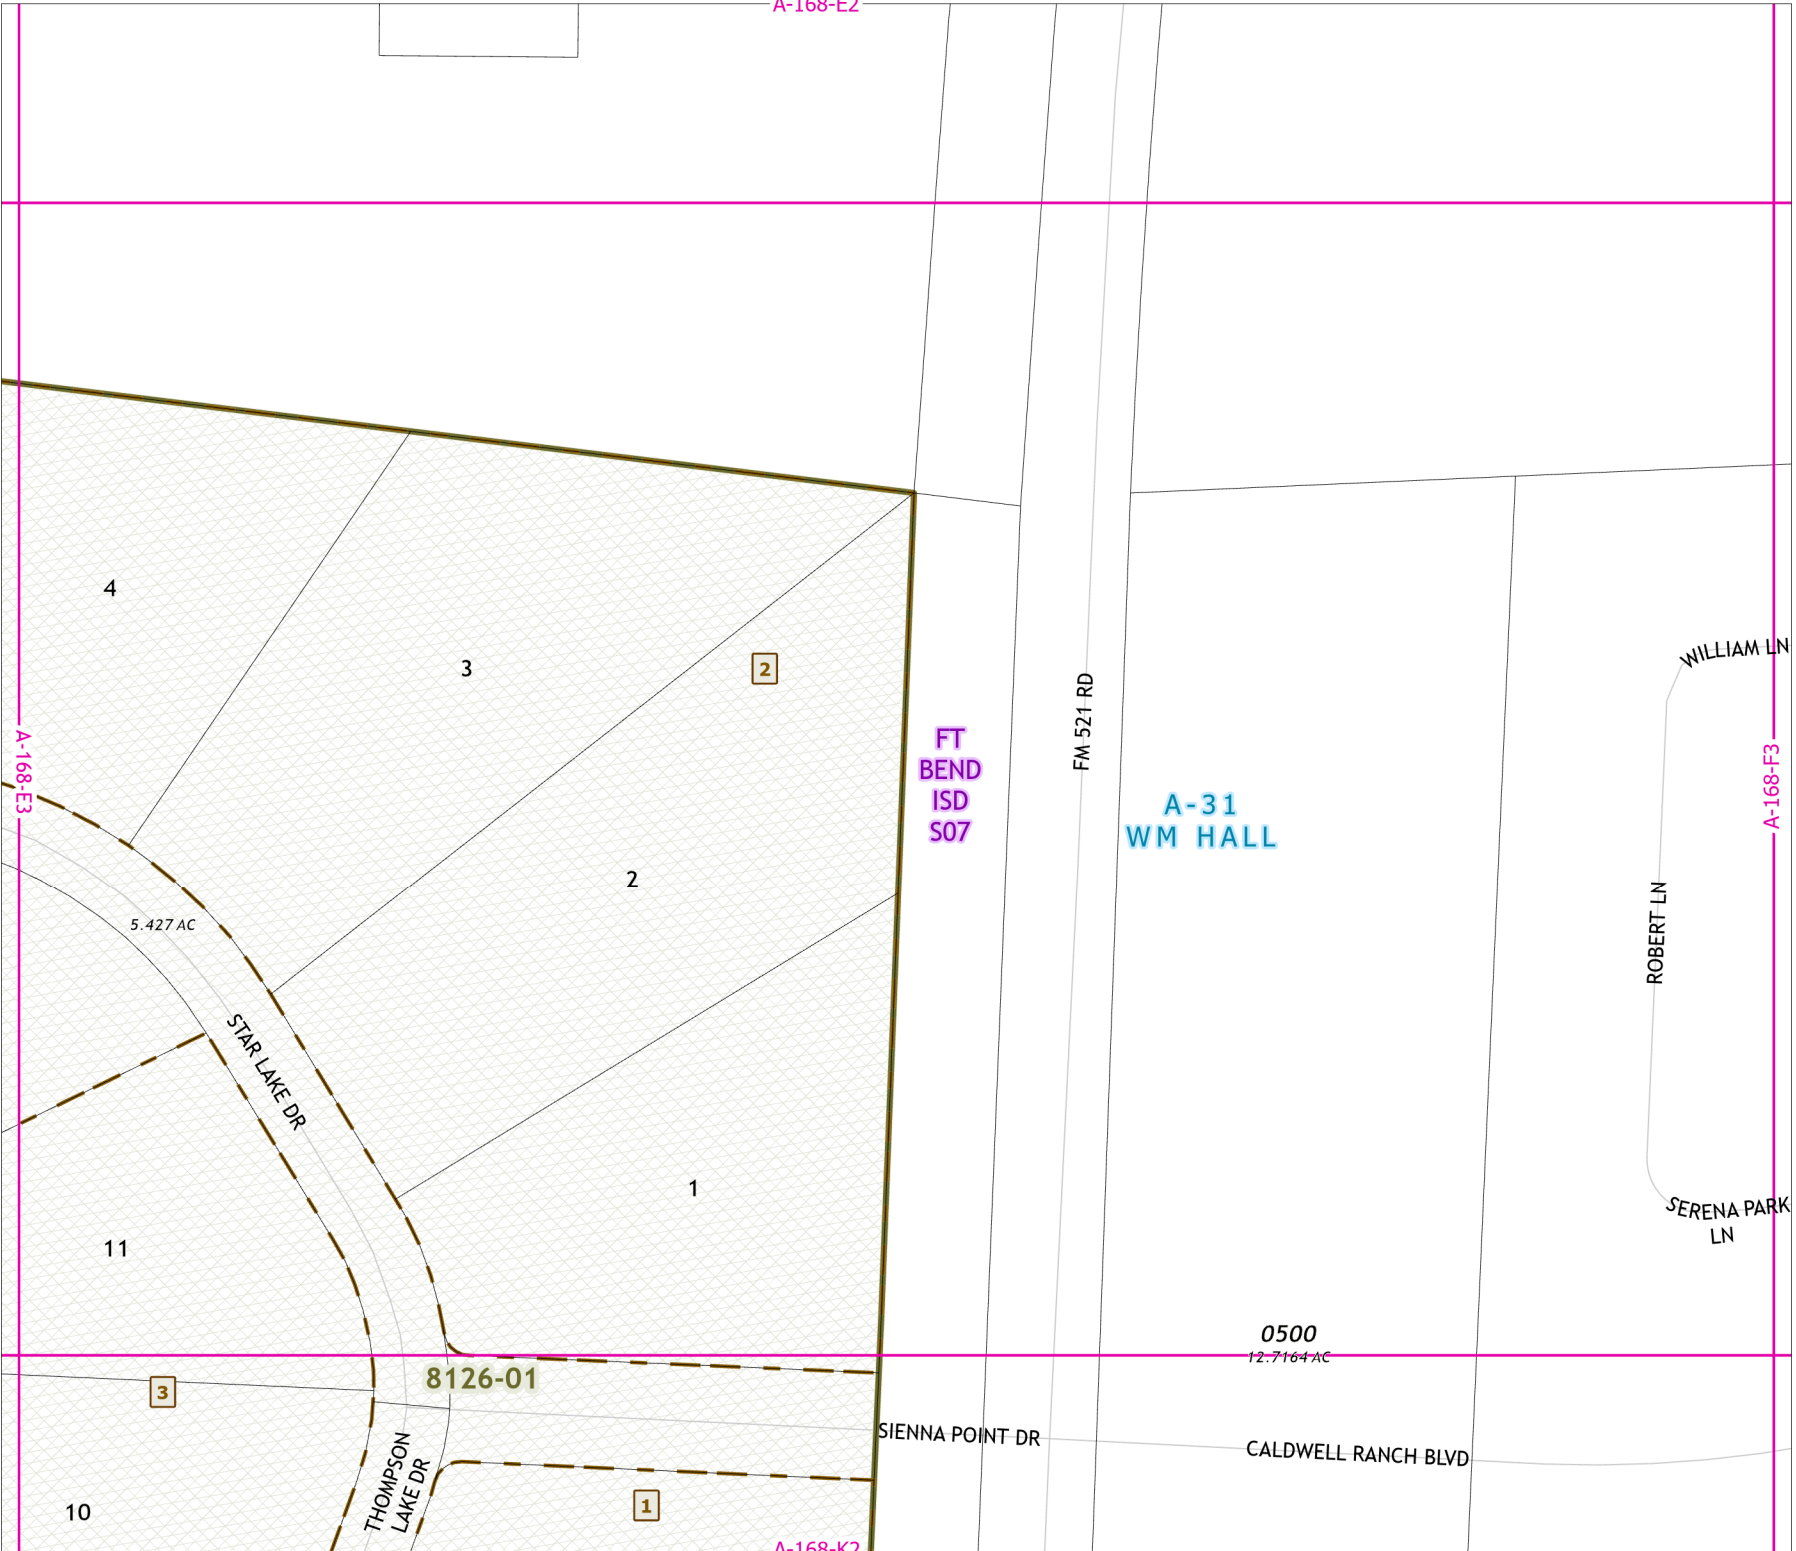 A-168-E2
4
3
2
WILLIAM LN
FM 521 RD
FT
BEND
ISD
S07
A-168-E3
A-168-F3
A-31
WM HALL
2
5.427 AC
ROBERT LN
STAR LAKE DR
1
SERENA PARK
LN
11
0500
12.7164 AC
8126-01
3
SIENNA POINT DR
CALDWELL RANCH BLVD
THOMPSON
LAKE DR
10
1
A-168-K2